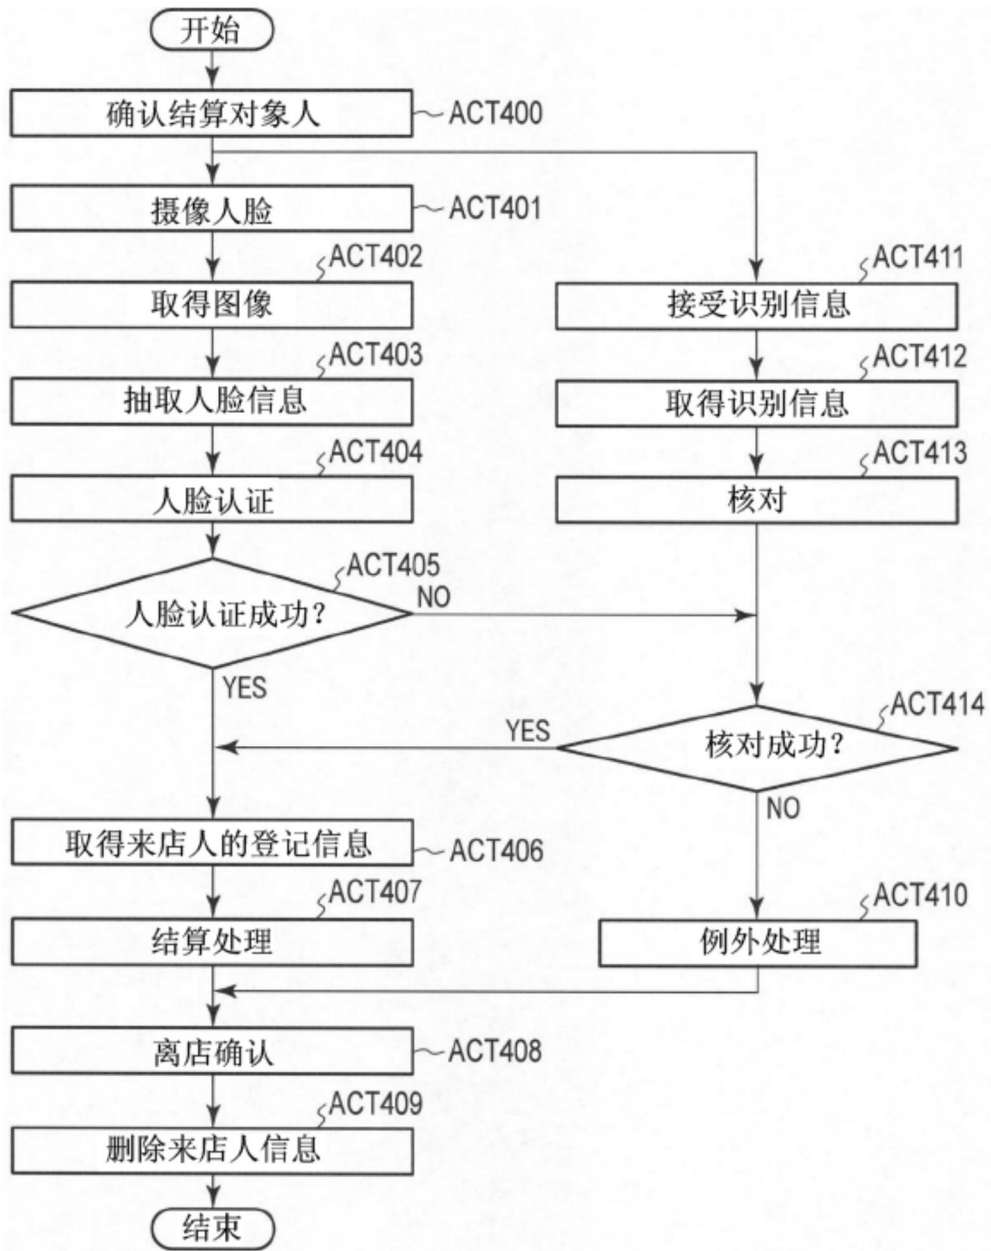 开始
确认结算对象人
ACT400
摄像人脸
ACT401
ACT402
取得图像
ACT411
接受识别信息
ACT403
抽取人脸信息
ACT412
取得识别信息
ACT404
人脸认证
ACT413
核对
ACT405
人脸认证成功?
NO
YES
ACT414
核对成功?
YES
NO
取得来店人的登记信息
ACT406
ACT407
结算处理
ACT410
例外处理
离店确认
ACT408
ACT409
删除来店人信息
结束